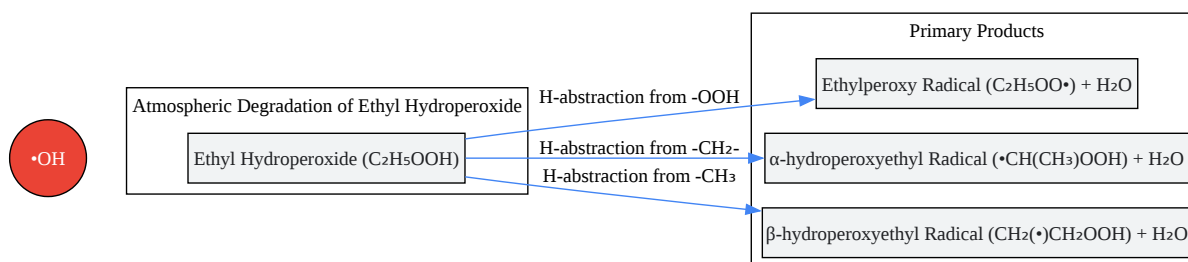 Primary Products
Ethylperoxy Radical (C₂H₅OO•) + H₂O
H-abstraction from -OOH
Atmospheric Degradation of Ethyl Hydroperoxide
•OH
Ethyl Hydroperoxide (C₂H₅OOH)
H-abstraction from -CH₂-
α-hydroperoxyethyl Radical (•CH(CH₃)OOH) + H₂O
H-abstraction from -CH₃
β-hydroperoxyethyl Radical (CH₂(•)CH₂OOH) + H₂O